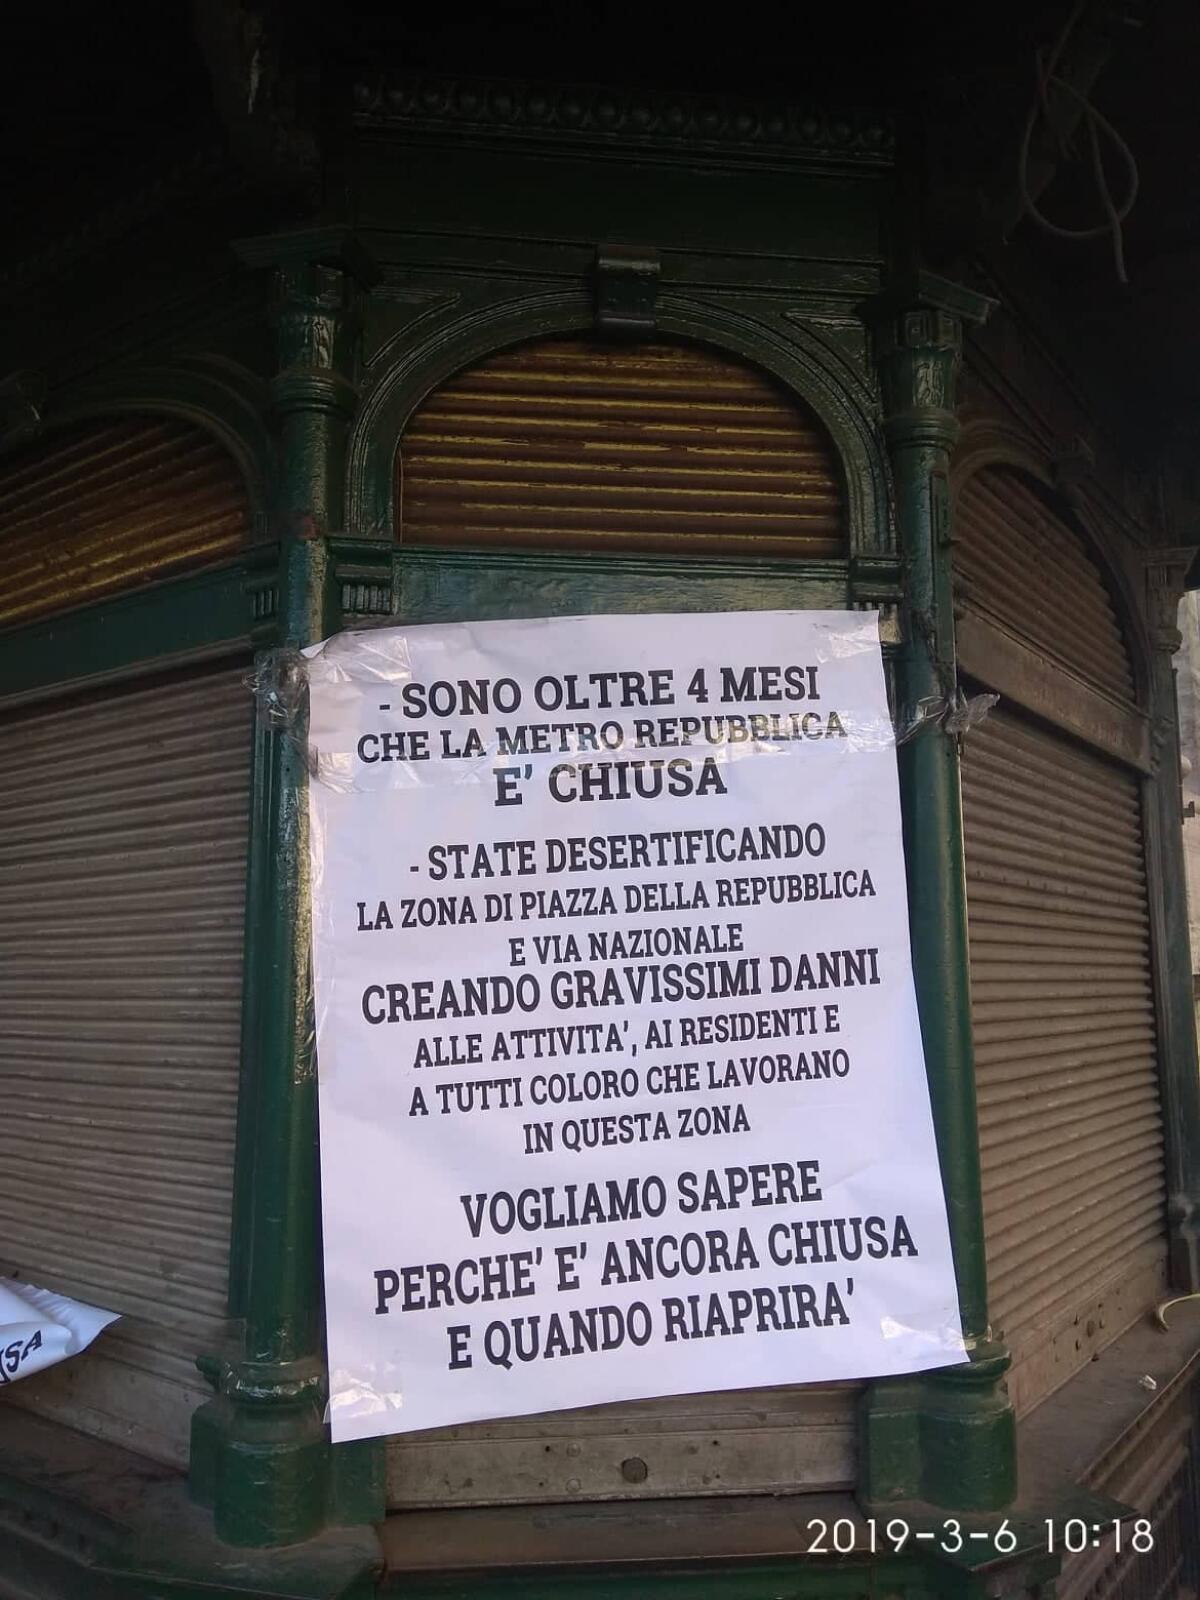 - SONO OLTRE 4 MESI
CHE LA METRO REPUBBLICA
E' CHIUSA
- STATE DESERTIFICANDO
LA ZONA DI PIAZZA DELLA REPUBBLICA
E VIA NAZIONALE
CREANDO GRAVISSIMI DANNI
ALLE ATTIVITA', AI RESIDENTI E
A TUTTI COLORO CHE LAVORANO
IN QUESTA ZONA
VOGLIAMO SAPERE
PERCHE' E' ANCORA CHIUSA
E QUANDO RIAPRIRA'
2019-3-6 10:18